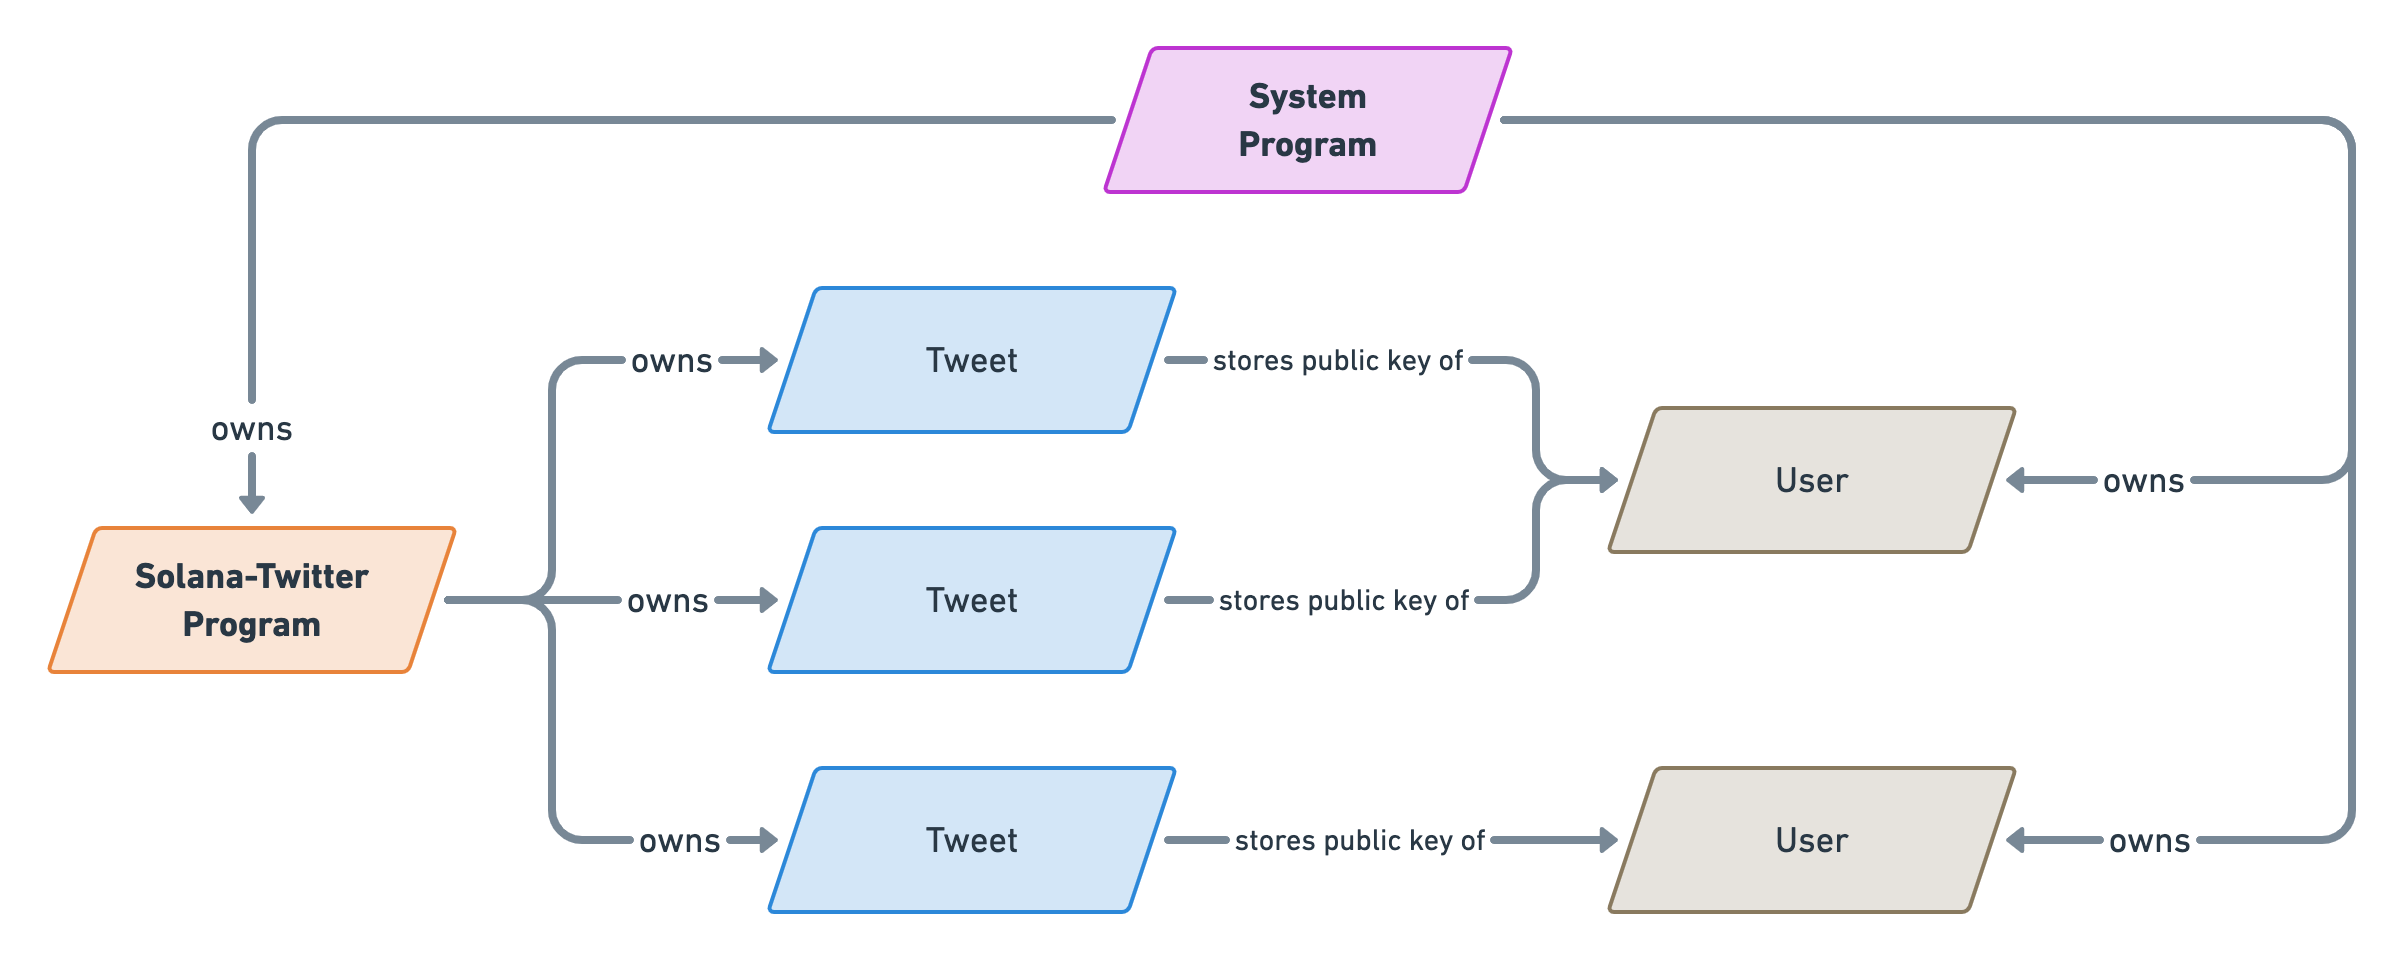 System
Program
owns
Tweet
stores public key of
owns
User
owns
Solana-Twitter
Program
owns
Tweet
stores public key of
owns
Tweet
stores public key of
User
owns